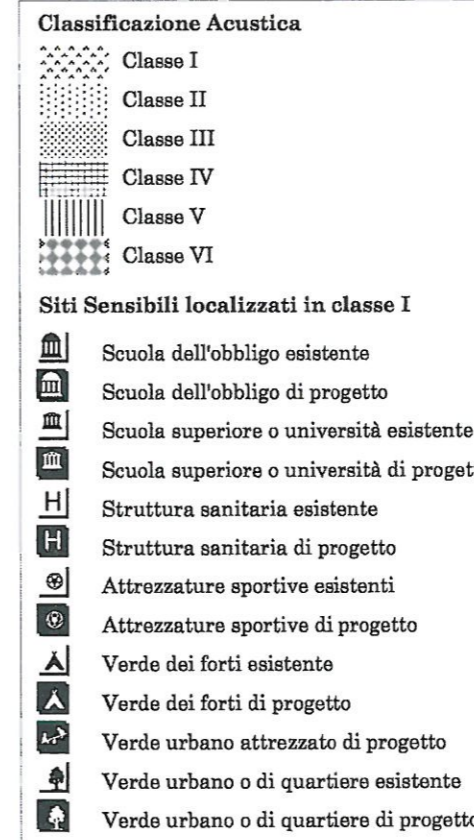 Classificazione Acustica
Classe I
Classe II
Classe III
Classe IV
Classe V
Classe VI
Siti Sensibili localizzati in classe I
Scuola dell'obbligo esistente
Scuola dell'obbligo di progetto
Scuola superiore o università esistente
Scuola superiore o università di proget
H Struttura sanitaria esistente
H Struttura sanitaria di progetto
Attrezzature sportive esistenti
Attrezzature sportive di progetto
Verde dei forti esistente
Verde dei forti di progetto
Verde urbano attrezzato di progetto
Verde urbano o di quartiere esistente
Verde urbano o di quartiere di progetto